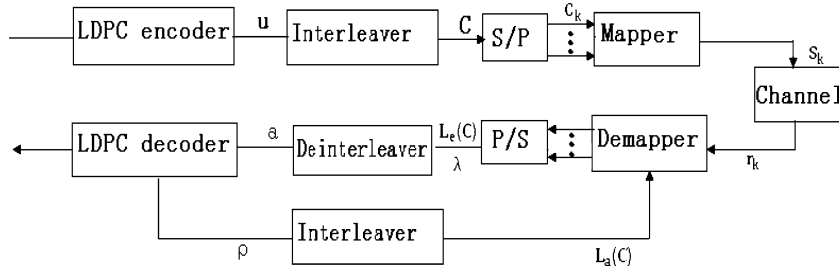 LDPC encoder
u
Interleaver
C
S/P
C_k
Mapper
S_k
Channel
LDPC decoder
a
Deinterleaver
L_e(C)
λ
P/S
Demapper
r_k
ρ
Interleaver
L_a(C)